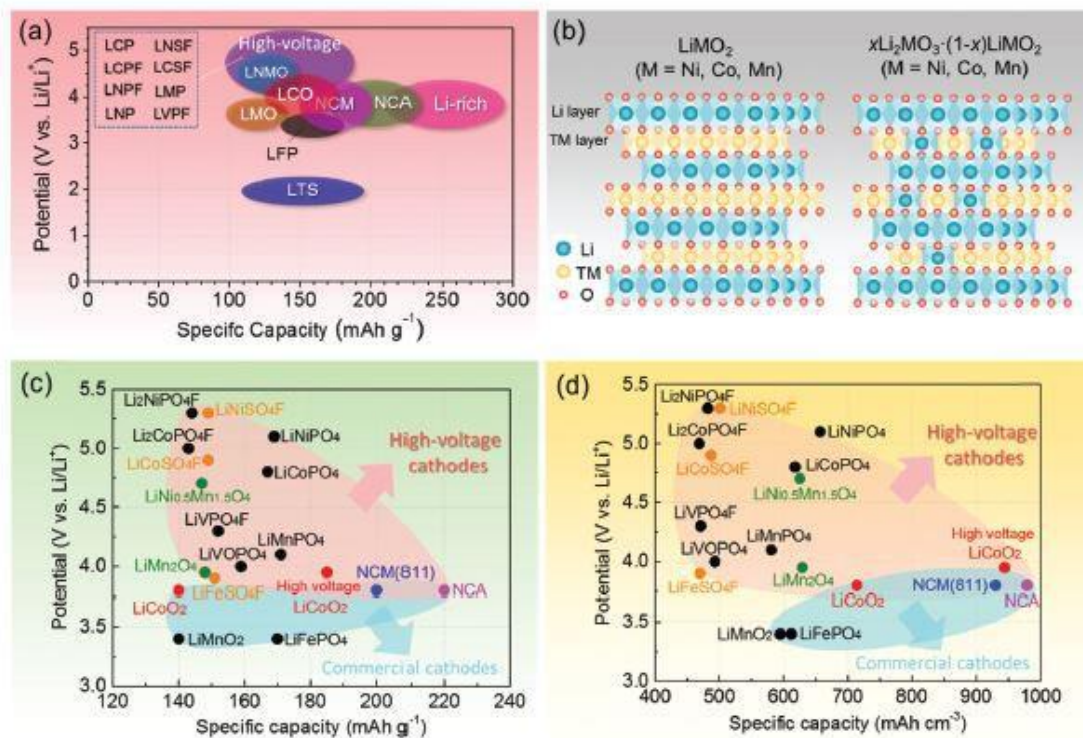 (a)
Potential (V vs. Li/Li⁺)
5
4
3
2
1
0
LCP LNSF
LCPF LCSF
LNPF LMP
LNP LVPF
High-voltage
LNMO
LCO
LMO
NCM
NCA
Li-rich
LFP
LTS
0 50 100 150 200 250 300
Specifc Capacity (mAh g⁻¹)
(b)
LiMO₂
(M = Ni, Co, Mn)
xLi₂MO₃·(1-x)LiMO₂
(M = Ni, Co, Mn)
Li layer
TM layer
Li
TM
O
(c)
Potential (V vs. Li/Li⁺)
5.5
5.0
4.5
4.0
3.5
3.0
Li₂NiPO₄F
LiNiSO₄F
Li₂CoPO₄F
LiNiPO₄
LiCoSO₄F
LiCoPO₄
LiNi₀.₅Mn₁.₅O₄
High-voltage
cathodes
LiVPO₄F
LiVOPO₄
LiMnPO₄
LiMn₂O₄
LiFeSO₄F
LiCoO₂
High voltage
LiCoO₂
NCM(811)
NCA
LiMnO₂
LiFePO₄
Commercial cathodes
120 140 160 180 200 220 240
Specific capacity (mAh g⁻¹)
(d)
Potential (V vs. Li/Li⁺)
5.5
5.0
4.5
4.0
3.5
3.0
Li₂NiPO₄F
LiNiSO₄F
Li₂CoPO₄F
LiNiPO₄
LiCoSO₄F
LiCoPO₄
LiNi₀.₅Mn₁.₅O₄
High-voltage
cathodes
LiVPO₄F
LiVOPO₄
LiMnPO₄
LiFeSO₄F
LiMn₂O₄
High voltage
LiCoO₂
LiCoO₂
NCM(811)
NCA
LiMnO₂
LiFePO₄
Commercial cathodes
400 500 600 700 800 900 1000
Specific capacity (mAh cm⁻³)